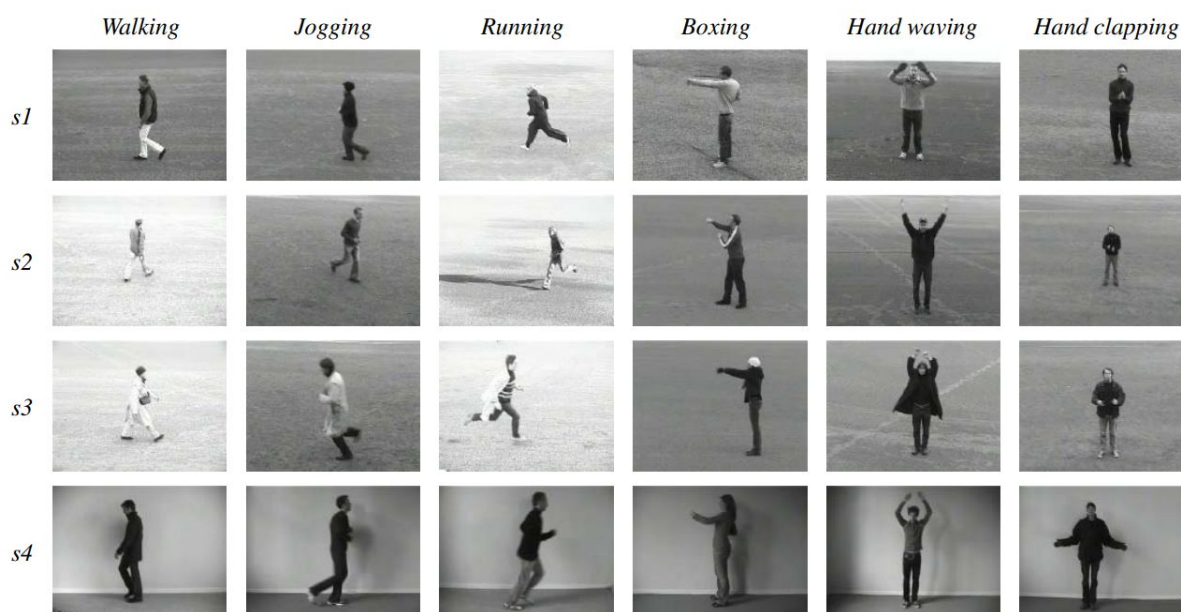 Walking Jogging Running Boxing Hand waving Hand clapping
s1
s2
s3
s4